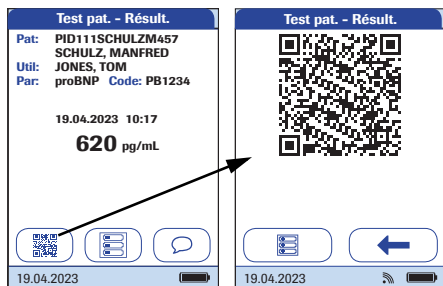 Test pat. - Résult.
Pat: PID111SCHULZM457
SCHULZ, MANFRED
Util: JONES, TOM
Par: proBNP Code: PB1234
19.04.2023 10:17
620 pg/mL
19.04.2023
Test pat. - Résult.
19.04.2023